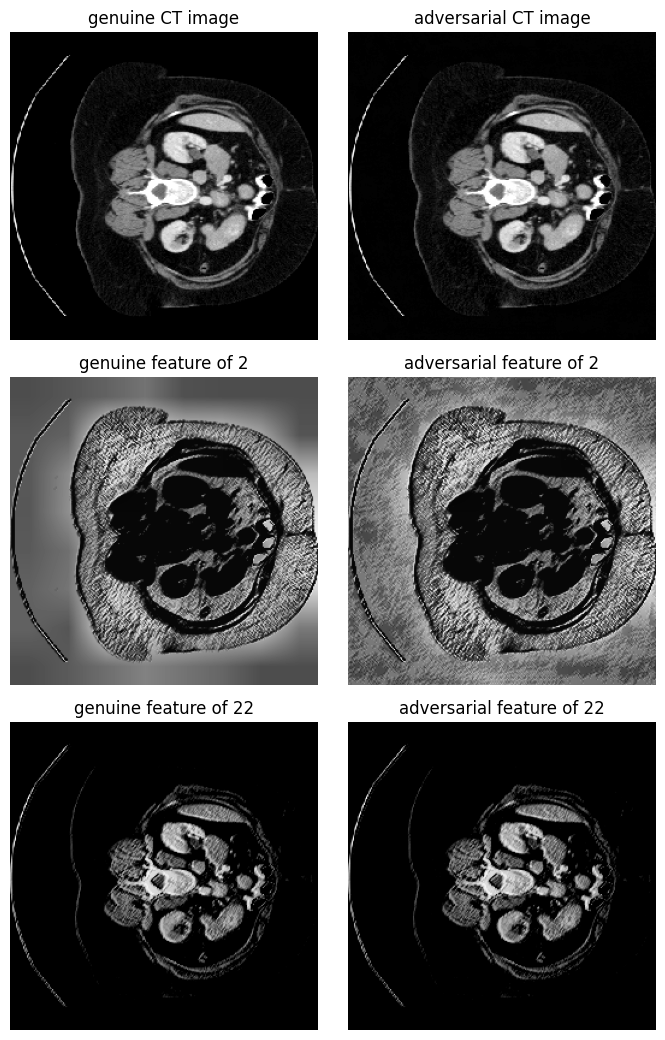 genuine CT image
adversarial CT image
genuine feature of 2
adversarial feature of 2
genuine feature of 22
adversarial feature of 22